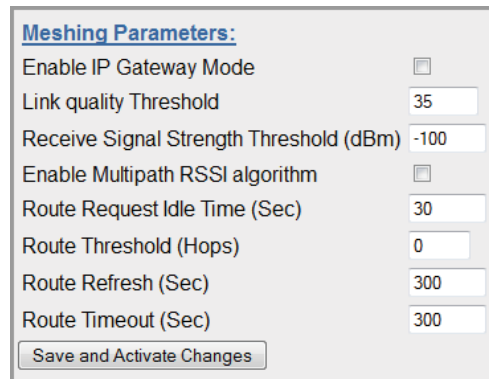 Meshing Parameters:
Enable IP Gateway Mode
Link quality Threshold 35
Receive Signal Strength Threshold (dBm) -100
Enable Multipath RSSI algorithm
Route Request Idle Time (Sec) 30
Route Threshold (Hops) 0
Route Refresh (Sec) 300
Route Timeout (Sec) 300
Save and Activate Changes